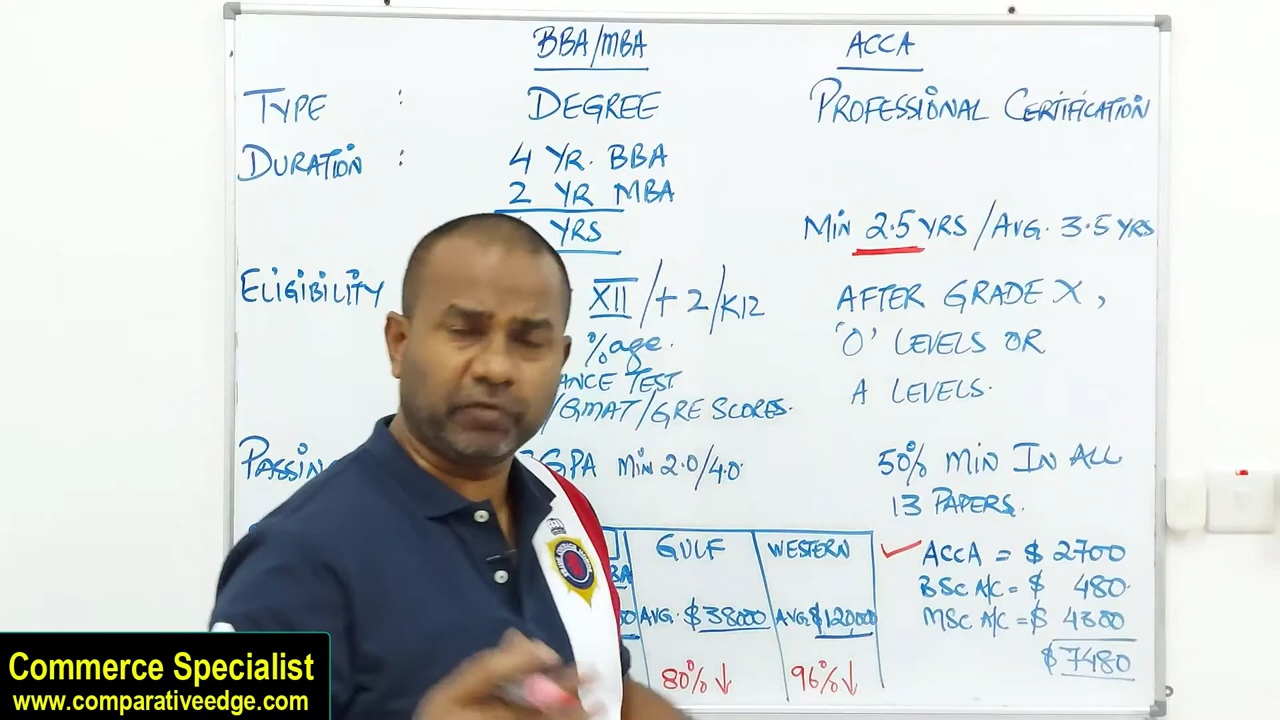 BBA/MBA ACCA
TYPE : DEGREE PROFESSIONAL CERTIFICATION
DURATION : 4 YR. BBA
2 YR MBA
YRS MIN 2.5 YRS / AVG. 3.5 YRS
ELIGIBILITY XII / + 2 / K12 AFTER GRADE X,
%age. 'O' LEVELS OR
TEST A LEVELS.
/GMAT/GRE SCORES.
GPA MIN 2.0/4.0 50% MIN IN ALL
13 PAPERS.
GULF WESTERN ACCA = $ 2700
BSC A/C = $ 480.
AVG. $ 38000 AVG. $ 120,000 MSC A/C = $ 4300
80% ↓ 96% ↓ $ 7480
Commerce Specialist
www.comparativeedge.com